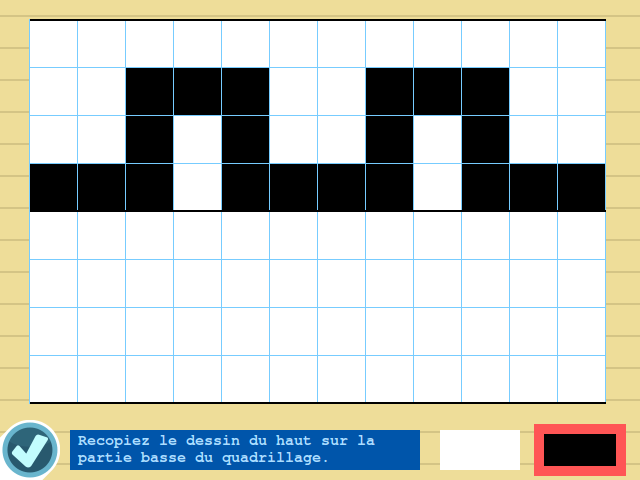 Recopiez le dessin du haut sur la
partie basse du quadrillage.